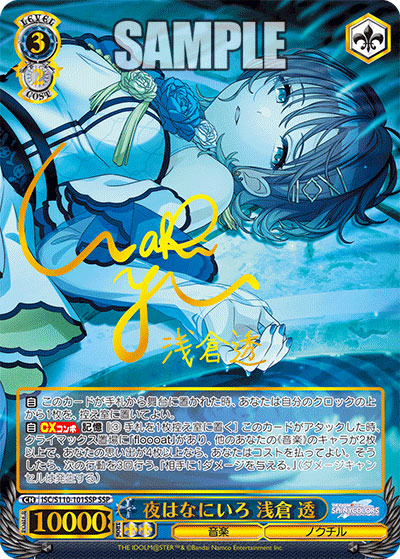 LEVEL
3
SAMPLE
2
COST
浅倉透
自 このカードが手札から舞台に置かれた時、あなたは自分のクロックの上
から1枚を、控え室に置いてよい。
自 CXコンボ 記憶 [③ 手札を1枚控え室に置く] このカードがアタックした時、
クライマックス置場に「floooat」があり、他のあなたの《音楽》のキャラが2枚
以上で、あなたの思い出が4枚以上なら、あなたはコストを払ってよい。そう
したら、次の行動を3回行う。『相手に1ダメージを与える。』(ダメージキャン
セルは発生する)
CH JSC/S110-101SSP SSP
10000
夜はなにいろ 浅倉 透
音楽
ノクチル
SHINYCOLORS
THE IDOLM@STER™& ©Bandai Namco Entertainment Inc.